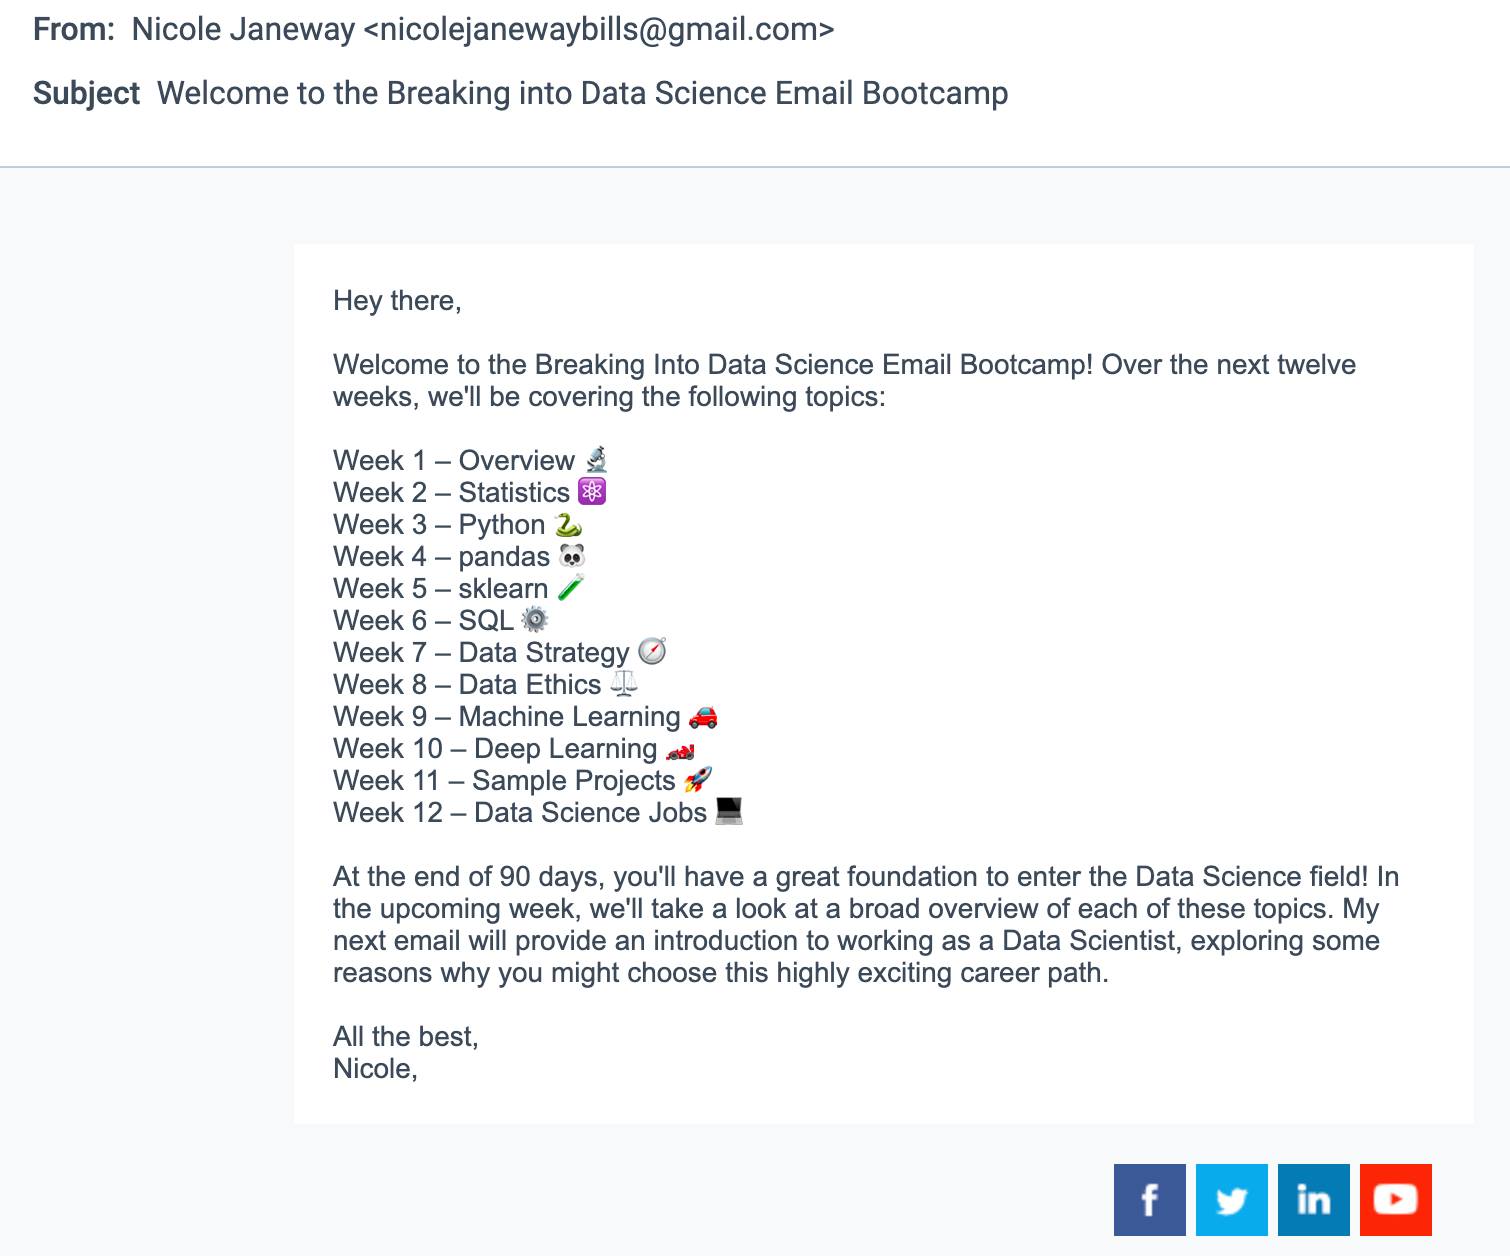 From: Nicole Janeway <nicolejanewaybills@gmail.com>
Subject Welcome to the Breaking into Data Science Email Bootcamp
Hey there,
Welcome to the Breaking Into Data Science Email Bootcamp! Over the next twelve
weeks, we'll be covering the following topics:
Week 1 – Overview 🔬
Week 2 – Statistics ⚛️
Week 3 – Python 🐍
Week 4 – pandas 🐼
Week 5 – sklearn 🧪
Week 6 – SQL ⚙️
Week 7 – Data Strategy 🧭
Week 8 – Data Ethics ⚖️
Week 9 – Machine Learning 🚗
Week 10 – Deep Learning 🏎️
Week 11 – Sample Projects 🚀
Week 12 – Data Science Jobs 💻
At the end of 90 days, you'll have a great foundation to enter the Data Science field! In
the upcoming week, we'll take a look at a broad overview of each of these topics. My
next email will provide an introduction to working as a Data Scientist, exploring some
reasons why you might choose this highly exciting career path.
All the best,
Nicole,
f
in